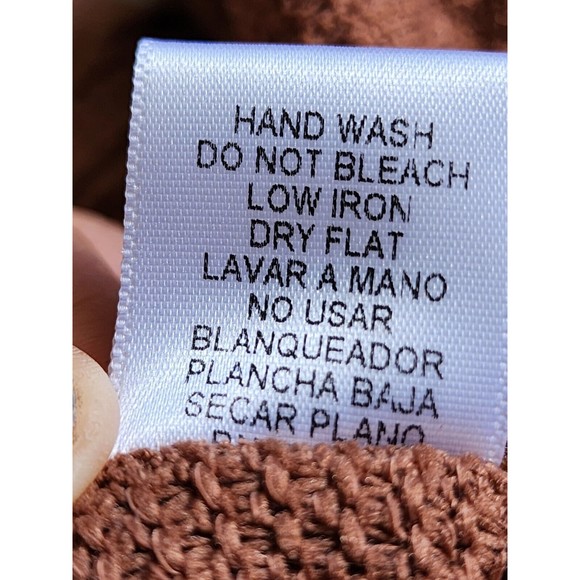 HAND WASH
DO NOT BLEACH
LOW IRON
DRY FLAT
LAVAR A MANO
NO USAR
BLANQUEADOR
PLANCHA BAJA
SECAR PLANO